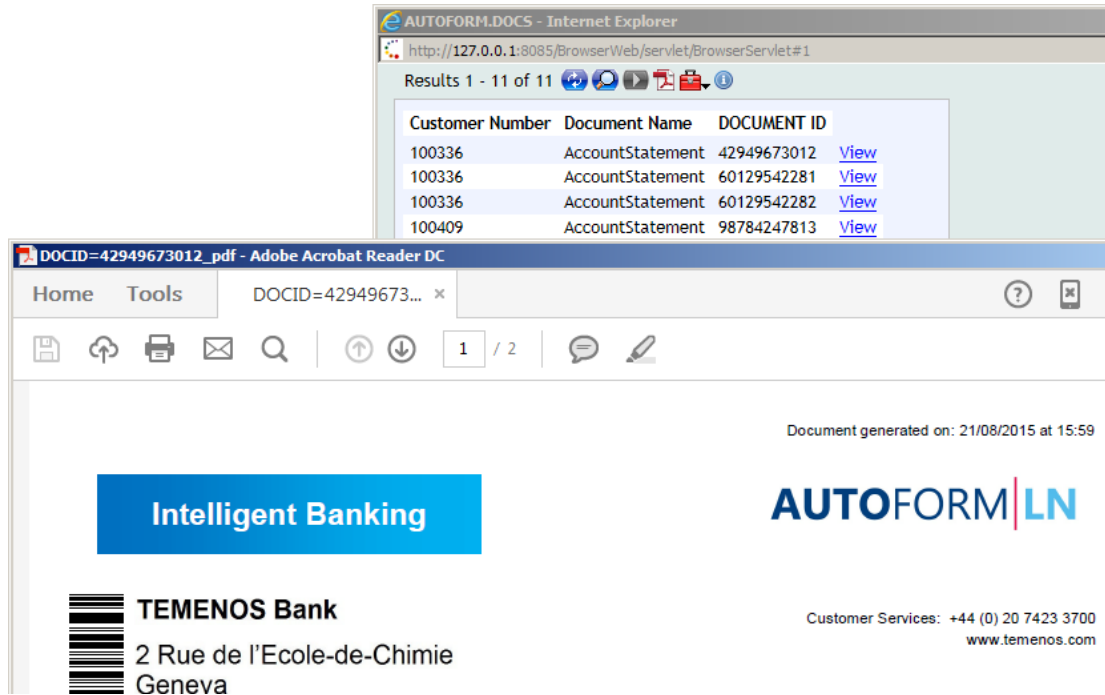 AUTOFORM.DOCS - Internet Explorer
http://127.0.0.1:8085/BrowserWeb/servlet/BrowserServlet#1
Results 1 - 11 of 11
Customer Number Document Name DOCUMENT ID
100336 AccountStatement 42949673012 View
100336 AccountStatement 60129542281 View
100336 AccountStatement 60129542282 View
100409 AccountStatement 98784247813 View
DOCID=42949673012_pdf - Adobe Acrobat Reader DC
Home Tools DOCID=42949673... ×
1 / 2
Document generated on: 21/08/2015 at 15:59
Intelligent Banking
AUTOFORM|LN
TEMENOS Bank
Customer Services: +44 (0) 20 7423 3700
www.temenos.com
2 Rue de l'Ecole-de-Chimie
Geneva